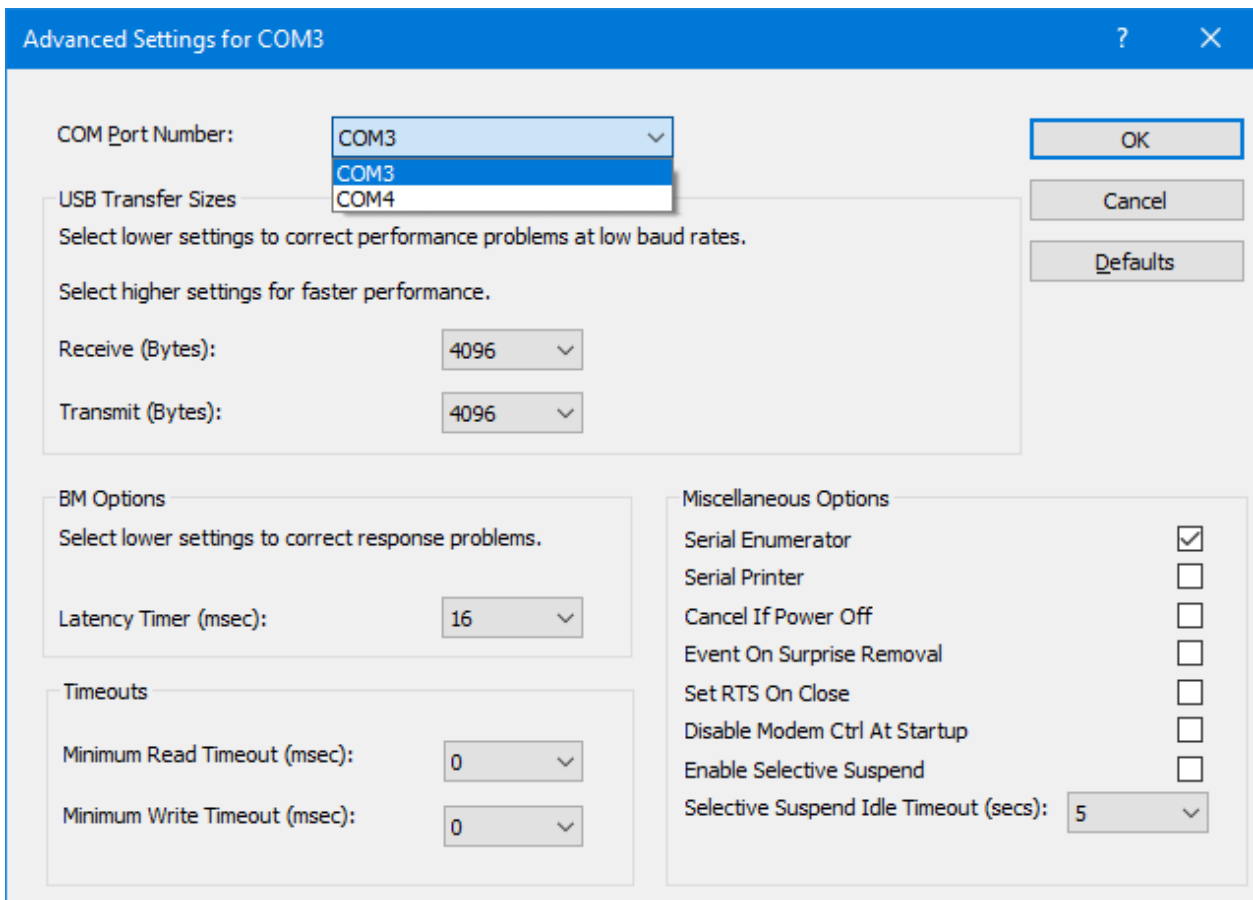 Advanced Settings for COM3 ?
COM Port Number: COM3
COM3
COM4
OK
Cancel
Defaults
USB Transfer Sizes
Select lower settings to correct performance problems at low baud rates.
Select higher settings for faster performance.
Receive (Bytes): 4096
Transmit (Bytes): 4096
BM Options
Select lower settings to correct response problems.
Latency Timer (msec): 16
Timeouts
Minimum Read Timeout (msec): 0
Minimum Write Timeout (msec): 0
Miscellaneous Options
Serial Enumerator
Serial Printer
Cancel If Power Off
Event On Surprise Removal
Set RTS On Close
Disable Modem Ctrl At Startup
Enable Selective Suspend
Selective Suspend Idle Timeout (secs): 5